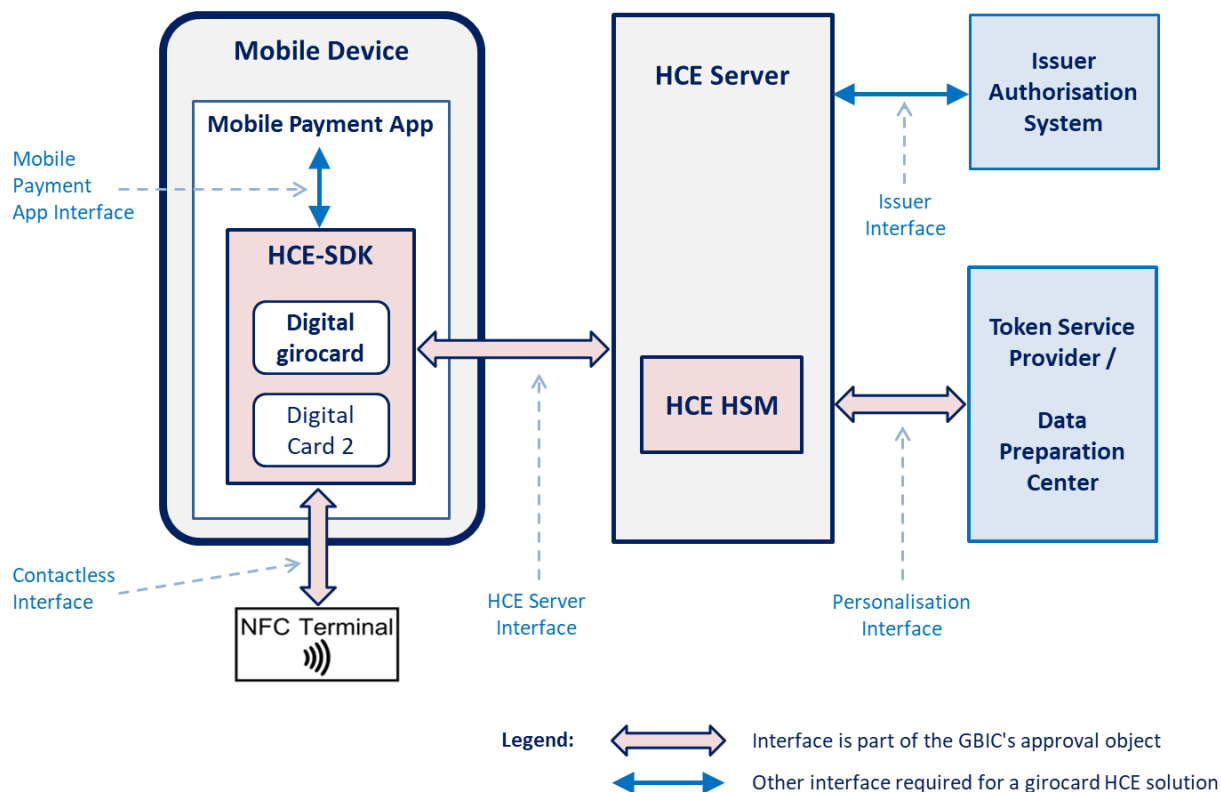 Mobile Device
Mobile Payment App
Mobile
Payment
App Interface
HCE-SDK
Digital
girocard
Digital
Card 2
Contactless
Interface
NFC Terminal
HCE Server
HCE HSM
HCE Server
Interface
Issuer
Authorisation
System
Issuer
Interface
Token Service
Provider /
Data
Preparation
Center
Personalisation
Interface
Legend:
Interface is part of the GBIC's approval object
Other interface required for a girocard HCE solution